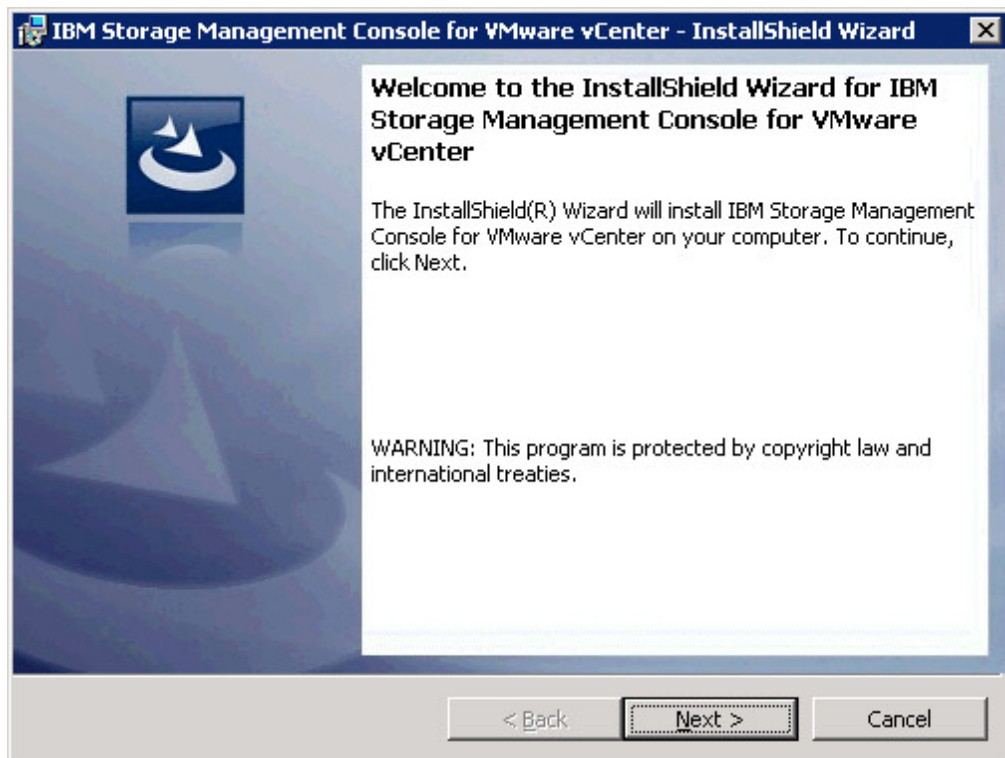 IBM Storage Management Console for VMware vCenter - InstallShield Wizard
Welcome to the InstallShield Wizard for IBM
Storage Management Console for VMware
vCenter
The InstallShield(R) Wizard will install IBM Storage Management
Console for VMware vCenter on your computer. To continue,
click Next.
WARNING: This program is protected by copyright law and
international treaties.
< Back
Next >
Cancel